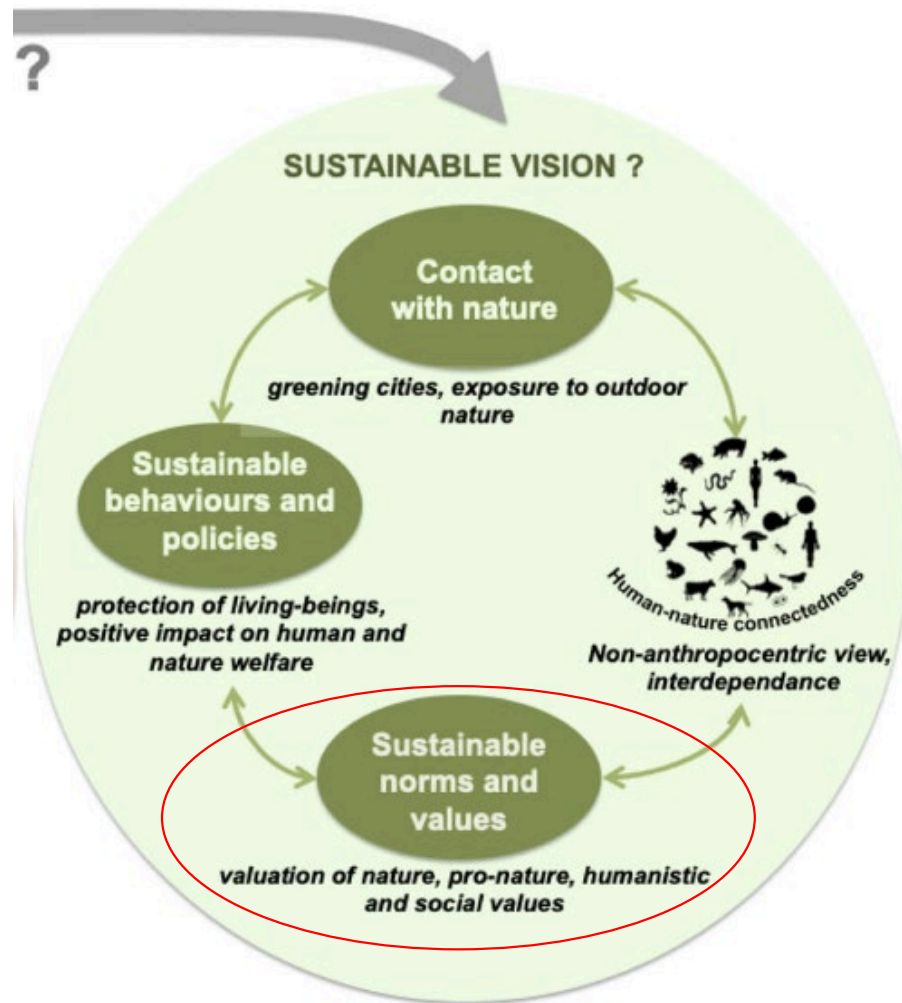 ?
SUSTAINABLE VISION ?
Contact
with nature
greening cities, exposure to outdoor
nature
Sustainable
behaviours and
policies
protection of living-beings,
positive impact on human and
nature welfare
Human-nature connectedness
Non-anthropocentric view,
interdependance
Sustainable
norms and
values
valuation of nature, pro-nature, humanistic
and social values